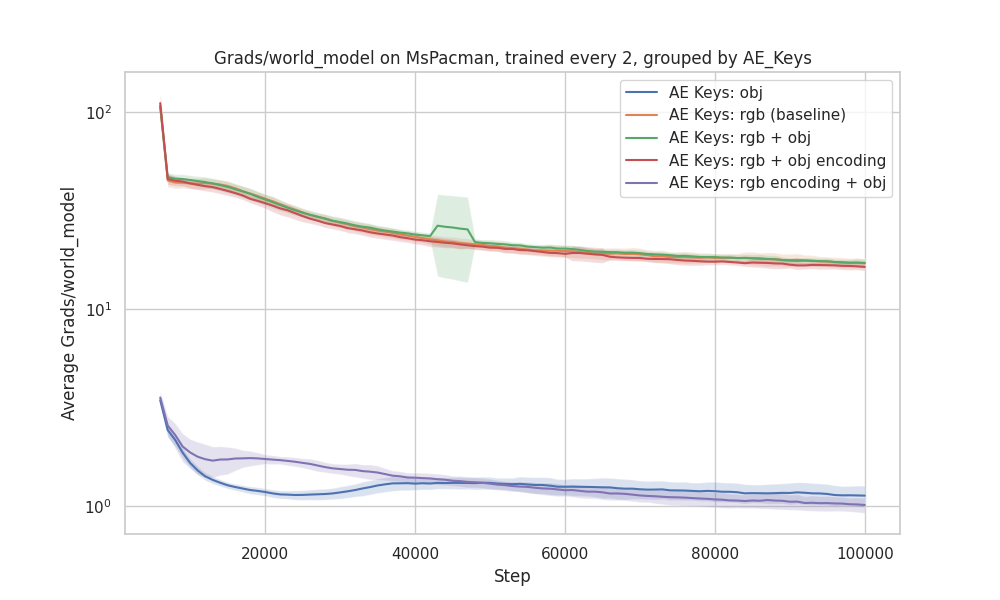 Grads/world_model on MsPacman, trained every 2, grouped by AE_Keys
AE Keys: obj
AE Keys: rgb (baseline)
AE Keys: rgb + obj
AE Keys: rgb + obj encoding
AE Keys: rgb encoding + obj
Average Grads/world_model
10²
10¹
10⁰
20000 40000 60000 80000 100000
Step